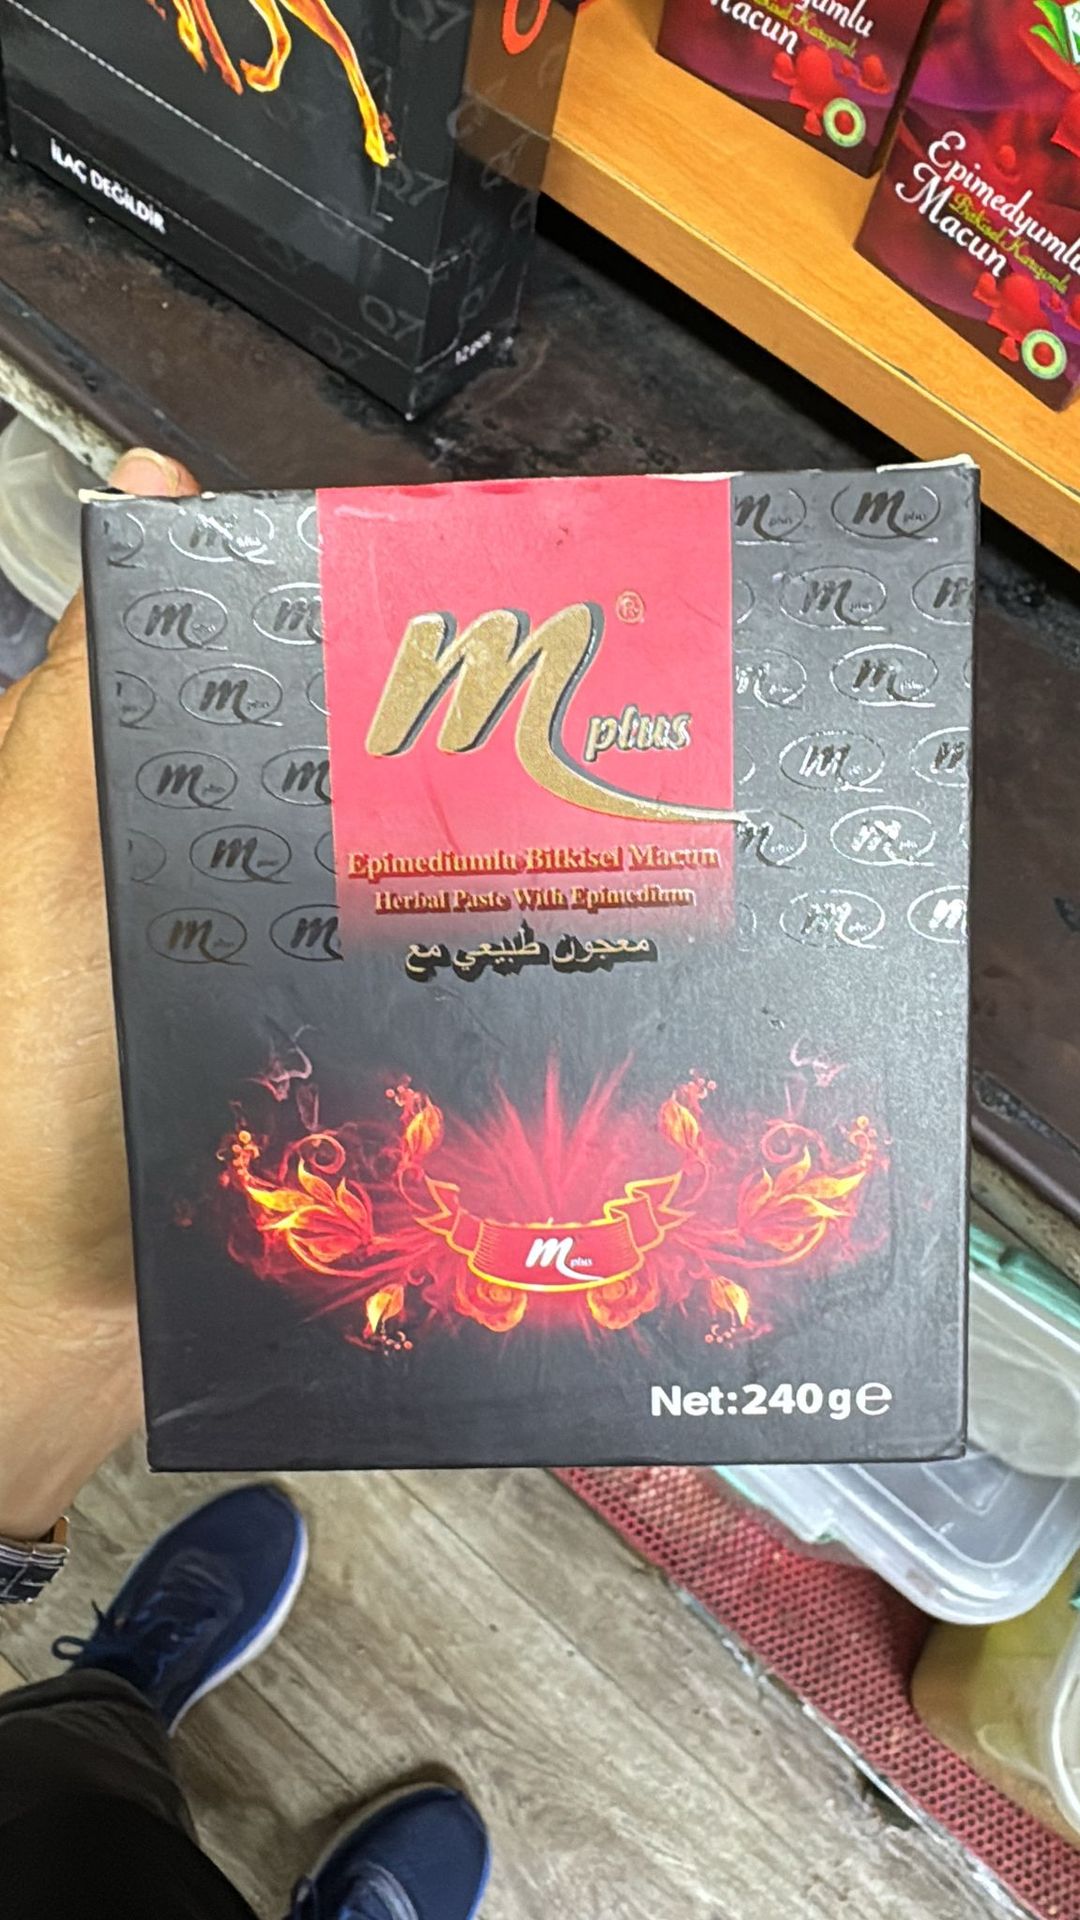 İLAÇ DEĞİLDİR
Macun
Epimedyumlu
Bitkisel Karışımlı
Macun
m plus ®
Epimediumlu Bitkisel Macun
Herbal Paste With Epimedium
معجون طبيعي مع
m plus
Net:240g℮